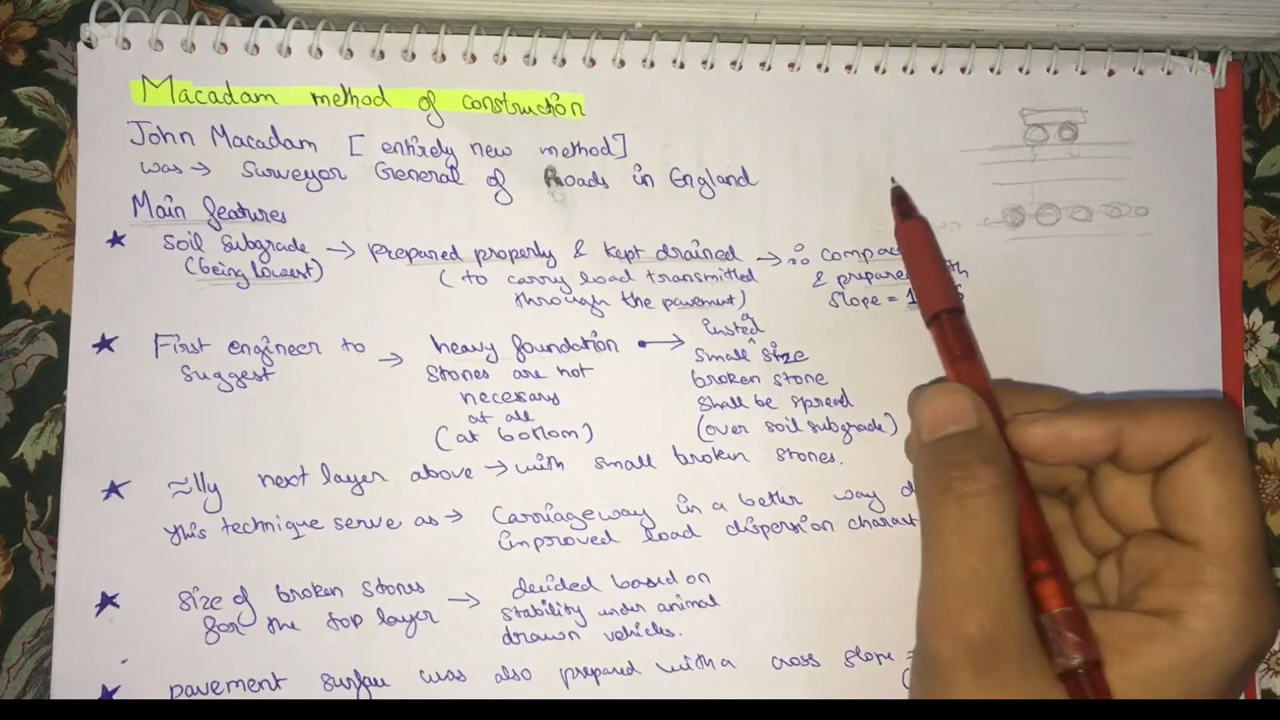 Macadam method of construction
John Macadam [entirely new method]
was → Surveyor General of Roads in England
Main features
★ Soil subgrade → prepared properly & kept drained → ∴ compac
(being lowest) (to carry load transmitted & prepared
through the pavement) slope = 1
★ First engineer to → heavy foundation → insted
suggest stones are not small size
necessary broken stone
at all shall be spread
(at bottom) (over soil subgrade)
★ ≈lly next layer above → with small broken stones.
this technique serve as → Carriageway in a better way
improved load dispersion
★ size of broken stones → decided based on
for the top layer stability under animal
drawn vehicles.
★ pavement surface was also prepared with a cross slope =